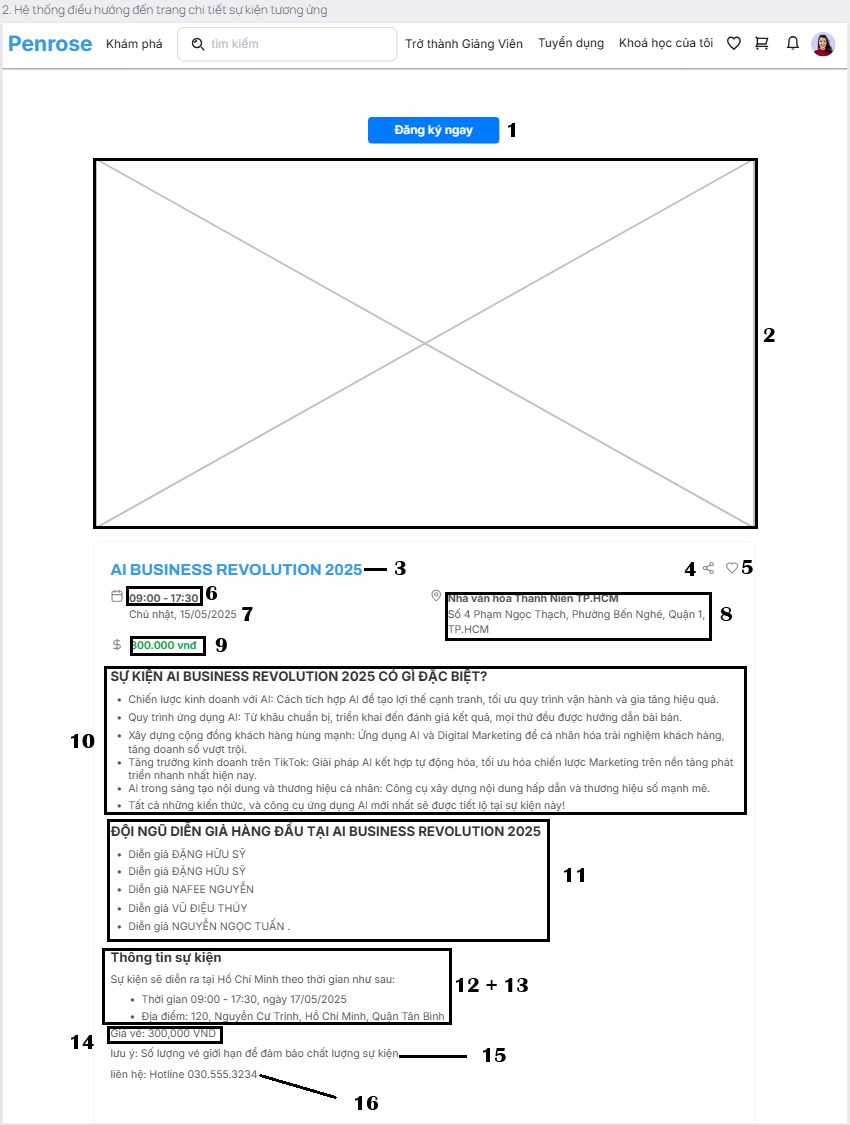 2. Hệ thống điều hướng đến trang chi tiết sự kiện tương ứng
Penrose Khám phá tìm kiếm Trở thành Giảng Viên Tuyển dụng Khoá học của tôi
Đăng ký ngay 1
2
AI BUSINESS REVOLUTION 2025 3 4 5
09:00 - 17:30 6 Nhà văn hóa Thanh Niên TP.HCM
Chủ nhật, 15/05/2025 7 Số 4 Phạm Ngọc Thạch, Phường Bến Nghé, Quận 1, 8
TP.HCM
$ 300.000 vnđ 9
SỰ KIỆN AI BUSINESS REVOLUTION 2025 CÓ GÌ ĐẶC BIỆT?
• Chiến lược kinh doanh với AI: Cách tích hợp AI để tạo lợi thế cạnh tranh, tối ưu quy trình vận hành và gia tăng hiệu quả.
• Quy trình ứng dụng AI: Từ khâu chuẩn bị, triển khai đến đánh giá kết quả, mọi thứ đều được hướng dẫn bài bản.
10 • Xây dựng cộng đồng khách hàng hùng mạnh: Ứng dụng AI và Digital Marketing để cá nhân hóa trải nghiệm khách hàng,
tăng doanh số vượt trội.
• Tăng trưởng kinh doanh trên TikTok: Giải pháp AI kết hợp tự động hóa, tối ưu hóa chiến lược Marketing trên nền tảng phát
triển nhanh nhất hiện nay.
• AI trong sáng tạo nội dung và thương hiệu cá nhân: Công cụ xây dựng nội dung hấp dẫn và thương hiệu số mạnh mẽ.
• Tất cả những kiến thức, và công cụ ứng dụng AI mới nhất sẽ được tiết lộ tại sự kiện này!
ĐỘI NGŨ DIỄN GIẢ HÀNG ĐẦU TẠI AI BUSINESS REVOLUTION 2025
• Diễn giả ĐẶNG HỮU SỸ
• Diễn giả ĐẶNG HỮU SỸ
11
• Diễn giả NAFEE NGUYỄN
• Diễn giả VŨ ĐIỆU THÚY
• Diễn giả NGUYỄN NGỌC TUẤN .
Thông tin sự kiện
Sự kiện sẽ diễn ra tại Hồ Chí Minh theo thời gian như sau: 12 + 13
• Thời gian 09:00 - 17:30, ngày 17/05/2025
• Địa điểm: 120, Nguyễn Cư Trinh, Hồ Chí Minh, Quận Tân Bình
14 Giá vé: 300,000 VND
lưu ý: Số lượng vé giới hạn để đảm bảo chất lượng sự kiện 15
liên hệ: Hotline 030.555.3234
16